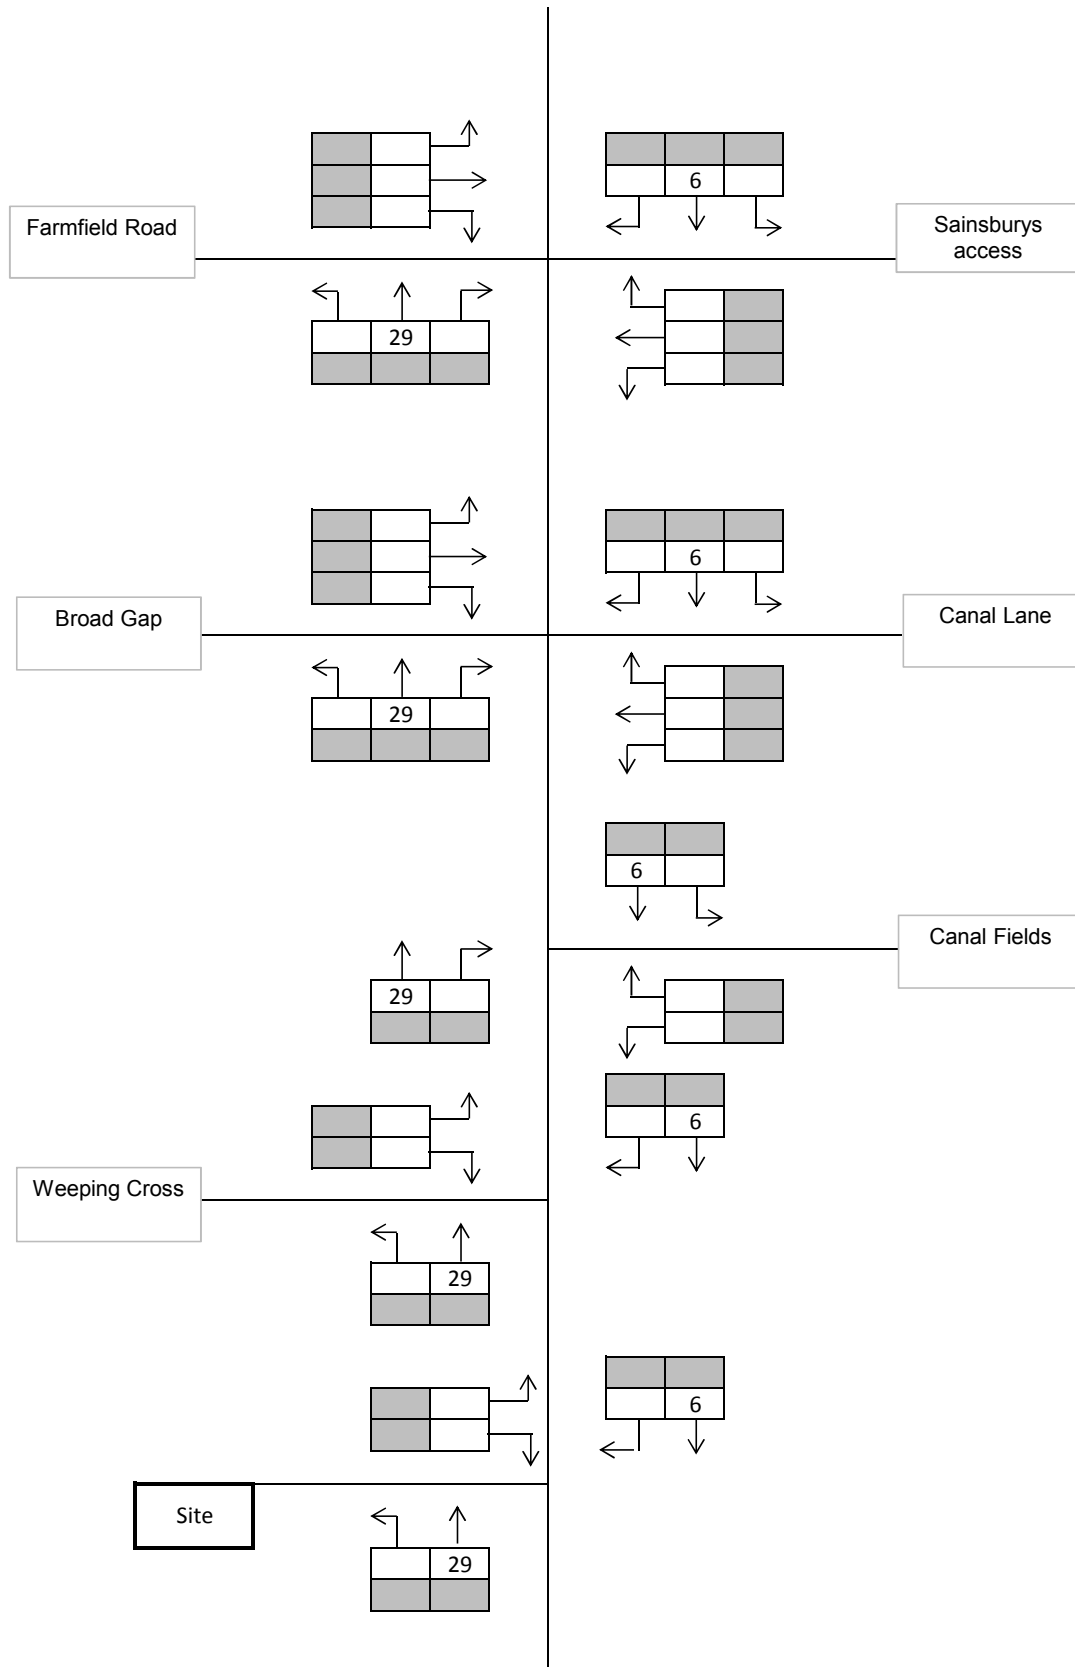 6
Farmfield Road
Sainsburys
access
29
6
Broad Gap
Canal Lane
29
6
Canal Fields
29
6
Weeping Cross
29
6
Site
29